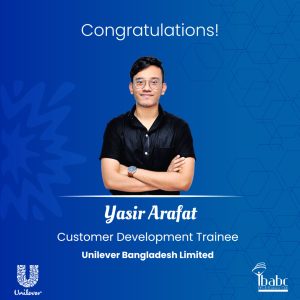 Congratulations!
Yasir Arafat
Customer Development Trainee
Unilever Bangladesh Limited
Unilever
ibabc